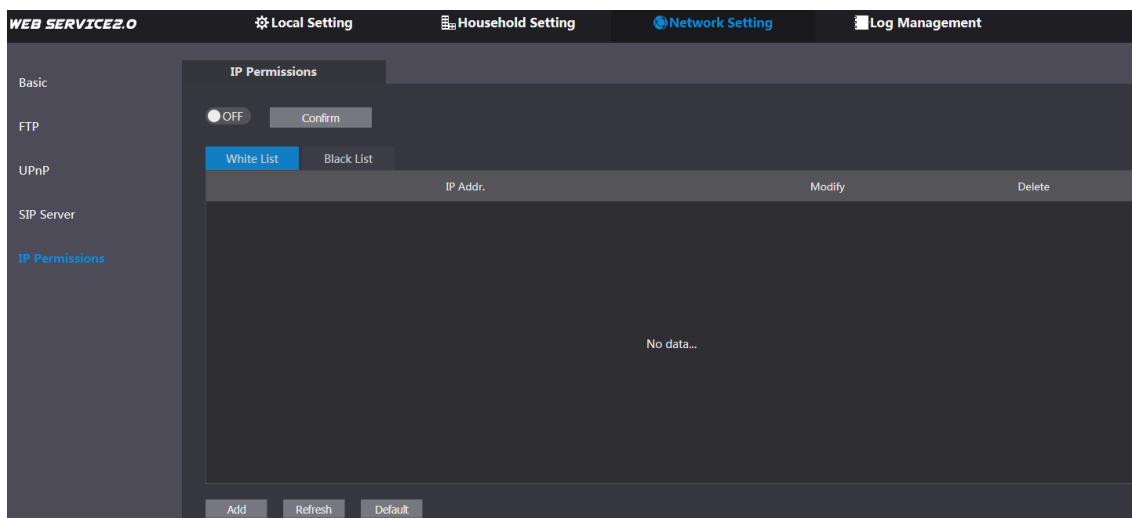 WEB SERVICE2.0 Local Setting Household Setting Network Setting Log Management
Basic
FTP
UPnP
SIP Server
IP Permissions
IP Permissions
OFF Confirm
White List Black List
IP Addr. Modify Delete
No data...
Add Refresh Default